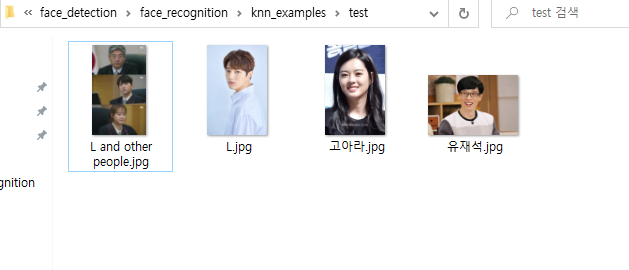 « face_detection › face_recognition › knn_examples › test
test 검색
L and other people.jpg
L.jpg
고아라.jpg
유재석.jpg
gnition